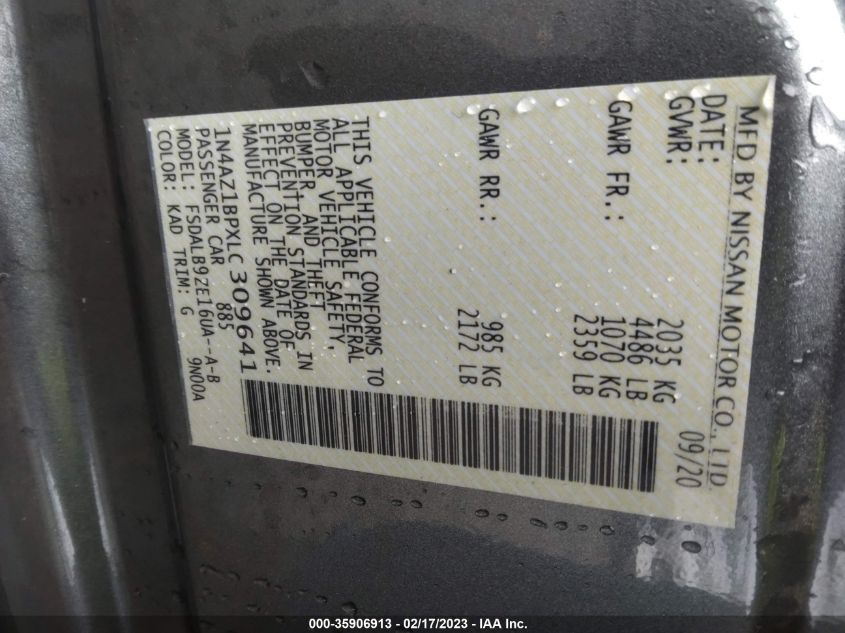 MFD BY NISSAN MOTOR CO., LTD.
DATE: 09/20
GVWR: 2035 KG
4486 LB
GAWR FR.: 1070 KG
2359 LB
GAWR RR.: 985 KG
2172 LB
THIS VEHICLE CONFORMS TO
ALL APPLICABLE FEDERAL
MOTOR VEHICLE SAFETY,
BUMPER, AND THEFT
PREVENTION STANDARDS IN
EFFECT ON THE DATE OF
MANUFACTURE SHOWN ABOVE.
1N4AZ1BPXLC 309641
PASSENGER CAR 885
MODEL: FSDALB9ZE16UA--A-B
COLOR: KAD TRIM: G 9N00A
000-35906913 - 02/17/2023 - IAA Inc.